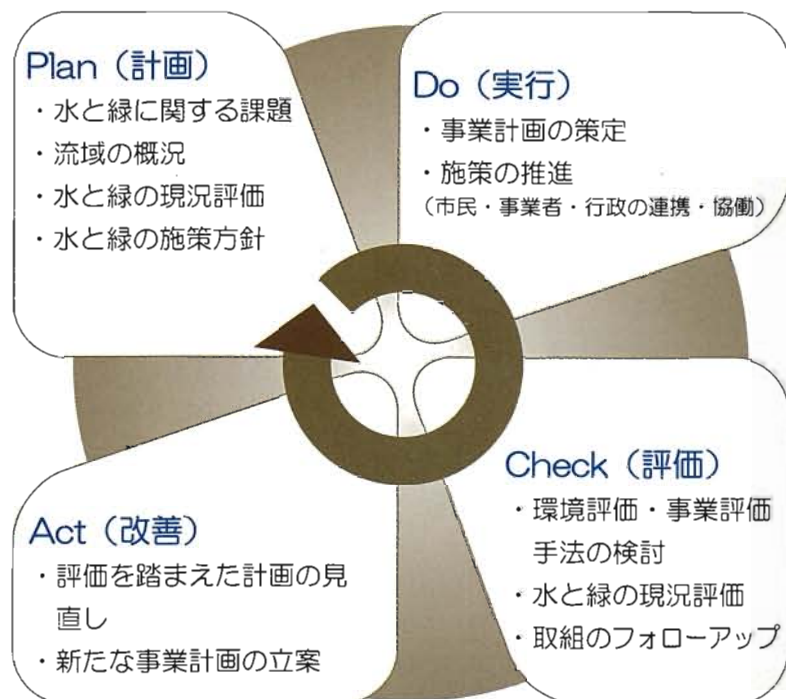 Plan（計画）
・水と緑に関する課題
・流域の概況
・水と緑の現況評価
・水と緑の施策方針
Do（実行）
・事業計画の策定
・施策の推進
（市民・事業者・行政の連携・協働）
Check（評価）
・環境評価・事業評価
手法の検討
・水と緑の現況評価
・取組のフォローアップ
Act（改善）
・評価を踏まえた計画の見
直し
・新たな事業計画の立案